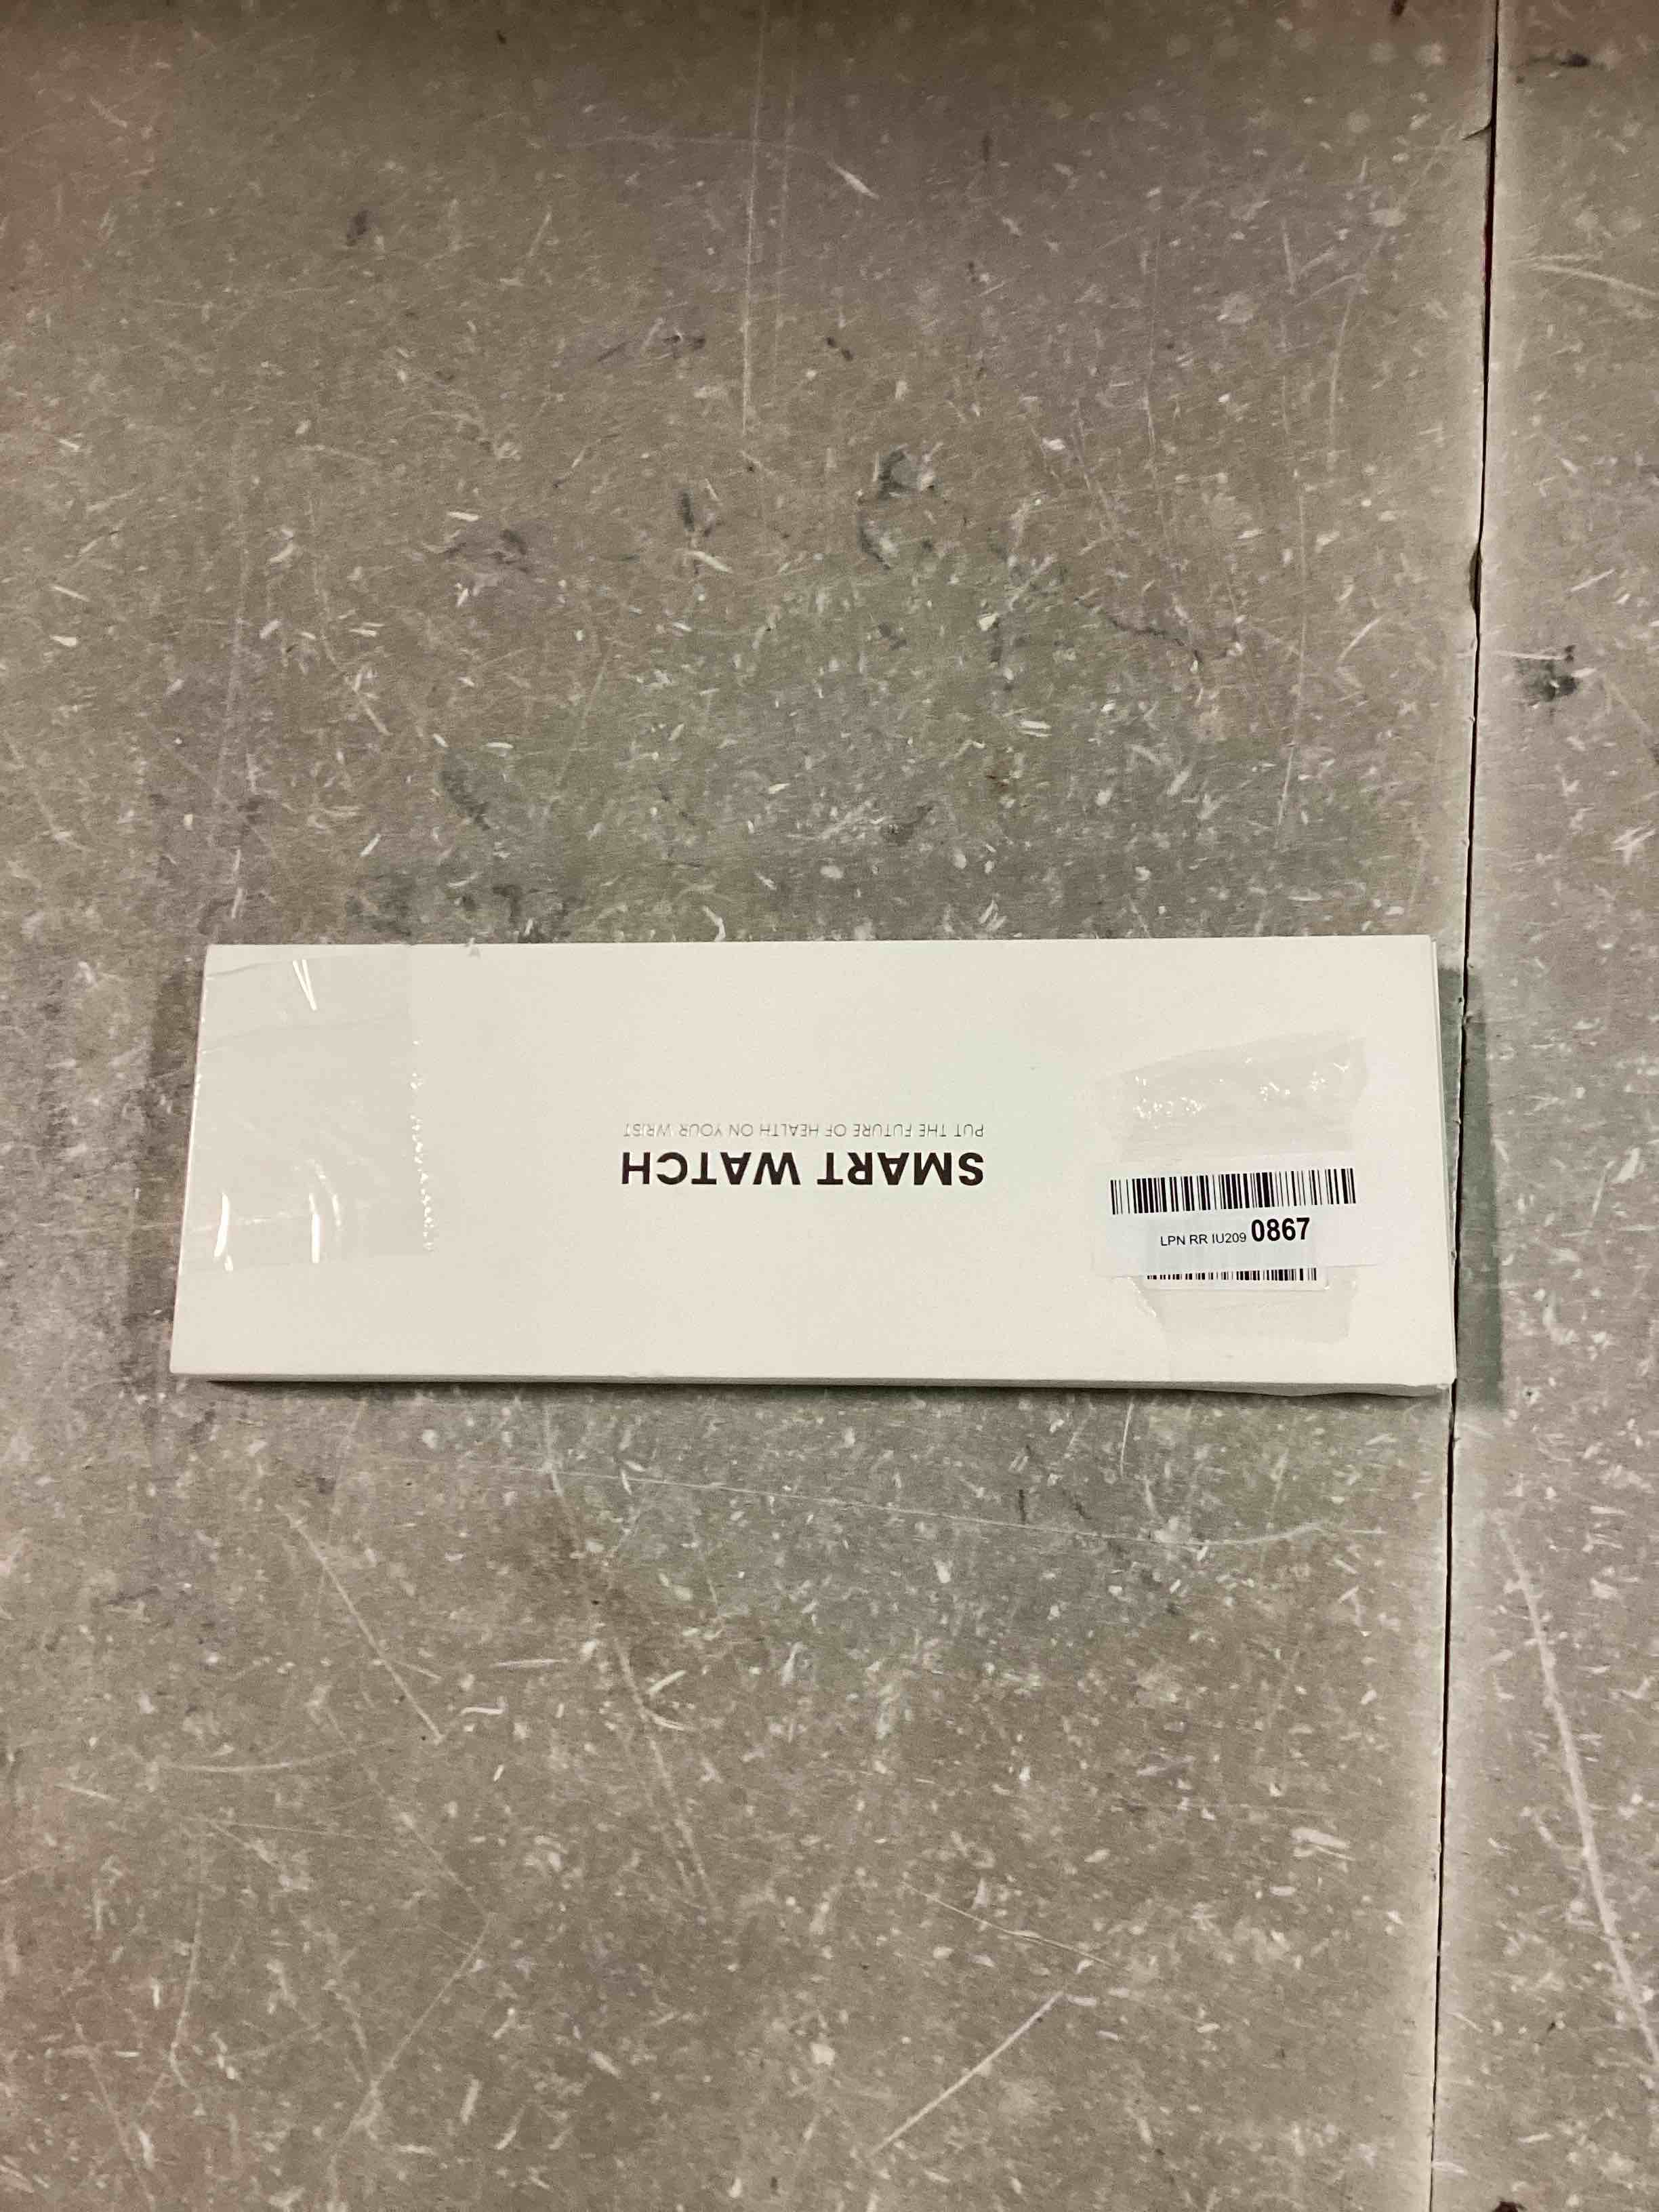 SMART WATCH
PUT THE FUTURE OF HEALTH ON YOUR WRIST
LPN RR IU209 0867